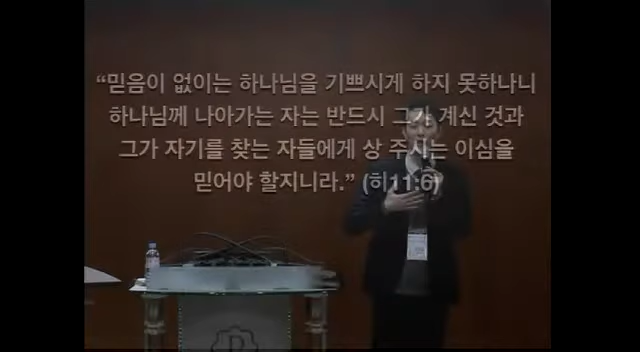 “믿음이 없이는 하나님을 기쁘시게 하지 못하나니
하나님께 나아가는 자는 반드시 그가 계신 것과
그가 자기를 찾는 자들에게 상 주시는 이심을
믿어야 할지니라.” (히11:6)
P